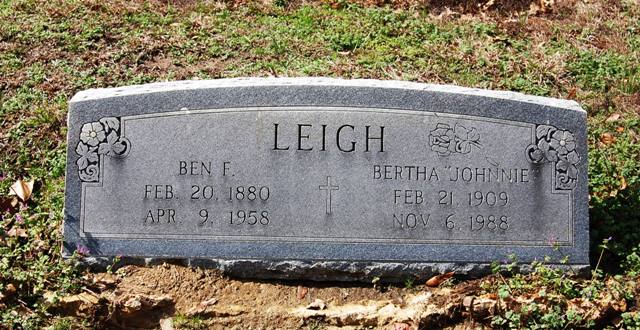 LEIGH
BEN F.
FEB. 20, 1880
APR. 9, 1958
BERTHA "JOHNNIE"
FEB. 21, 1909
NOV. 6, 1988